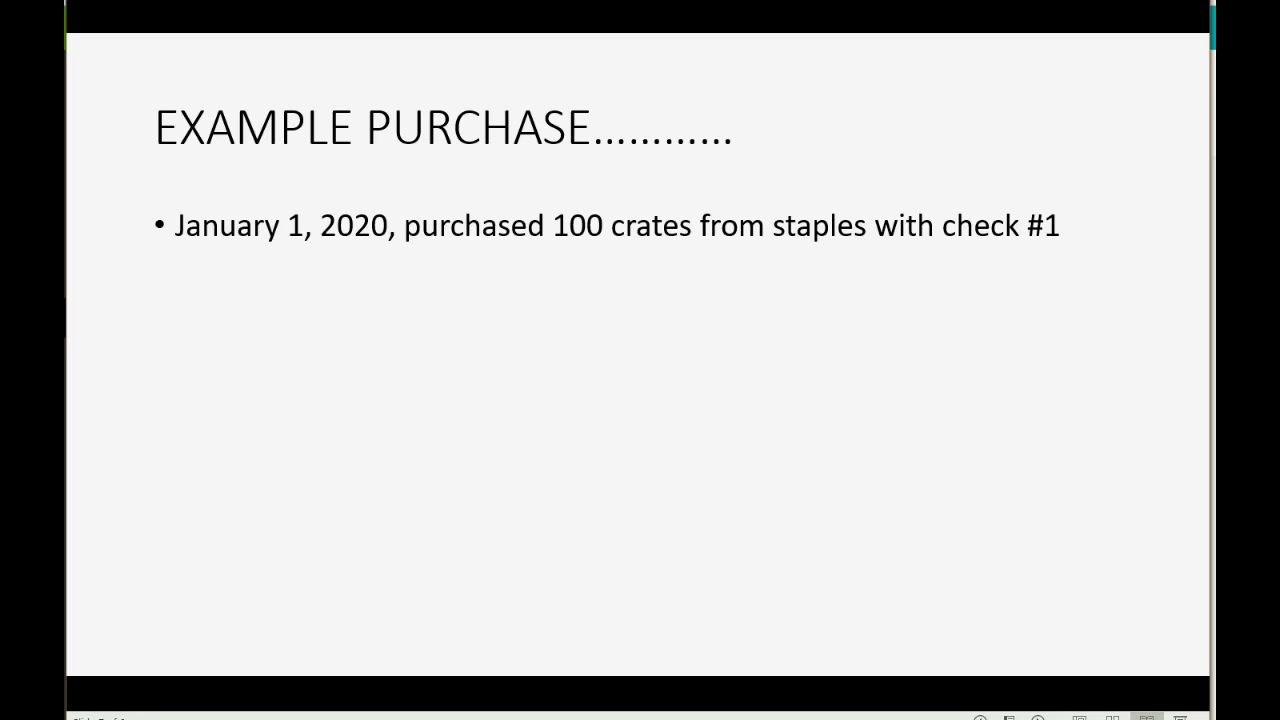 EXAMPLE PURCHASE…………
• January 1, 2020, purchased 100 crates from staples with check #1